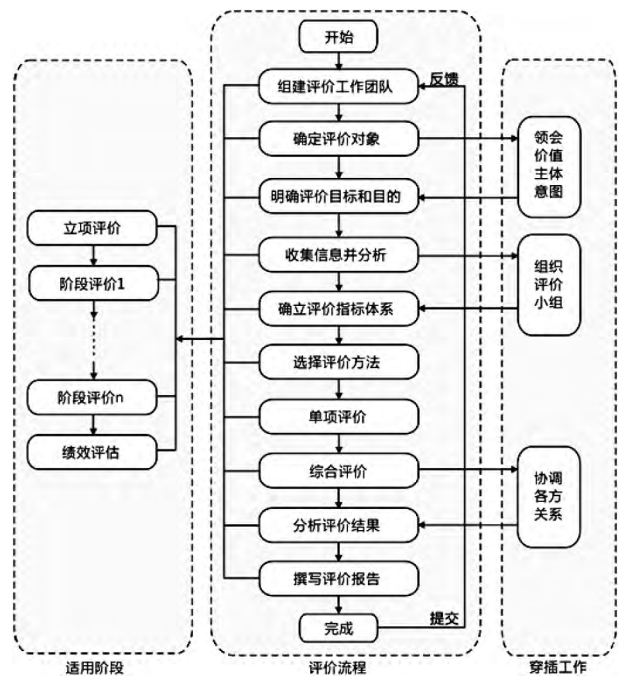 开始
组建评价工作团队
反馈
确定评价对象
明确评价目标和目的
收集信息并分析
确立评价指标体系
选择评价方法
单项评价
综合评价
分析评价结果
撰写评价报告
完成
提交
立项评价
阶段评价1
阶段评价n
绩效评估
领会
价值
主体
意图
组织
评价
小组
协调
各方
关系
适用阶段
评价流程
穿插工作